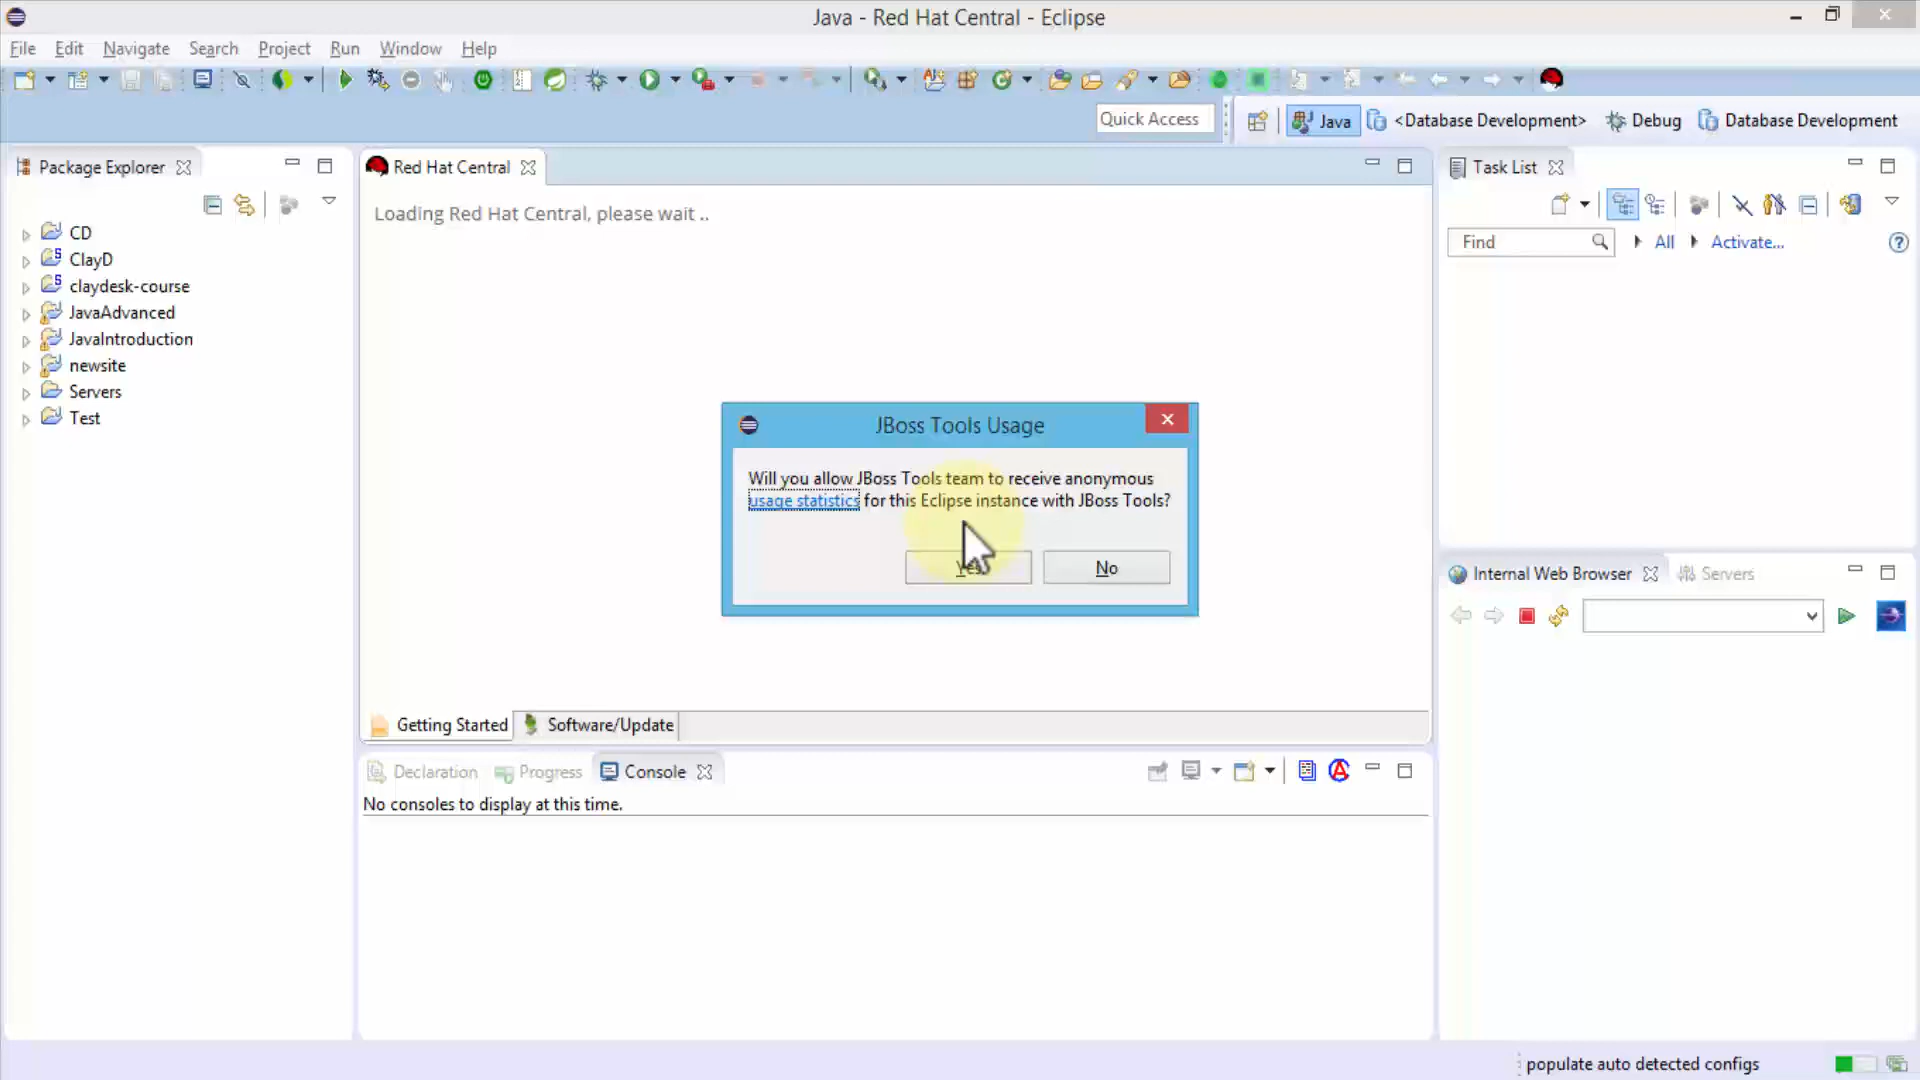 Java - Red Hat Central - Eclipse
File Edit Navigate Search Project Run Window Help
Quick Access
Java
<Database Development>
Debug
Database Development
Package Explorer
CD
ClayD
claydesk-course
JavaAdvanced
JavaIntroduction
newsite
Servers
Test
Red Hat Central
Loading Red Hat Central, please wait ..
JBoss Tools Usage
Will you allow JBoss Tools team to receive anonymous
usage statistics for this Eclipse instance with JBoss Tools?
Yes
No
Getting Started
Software/Update
Declaration
Progress
Console
No consoles to display at this time.
Task List
Find
All
Activate...
Internal Web Browser
Servers
populate auto detected configs